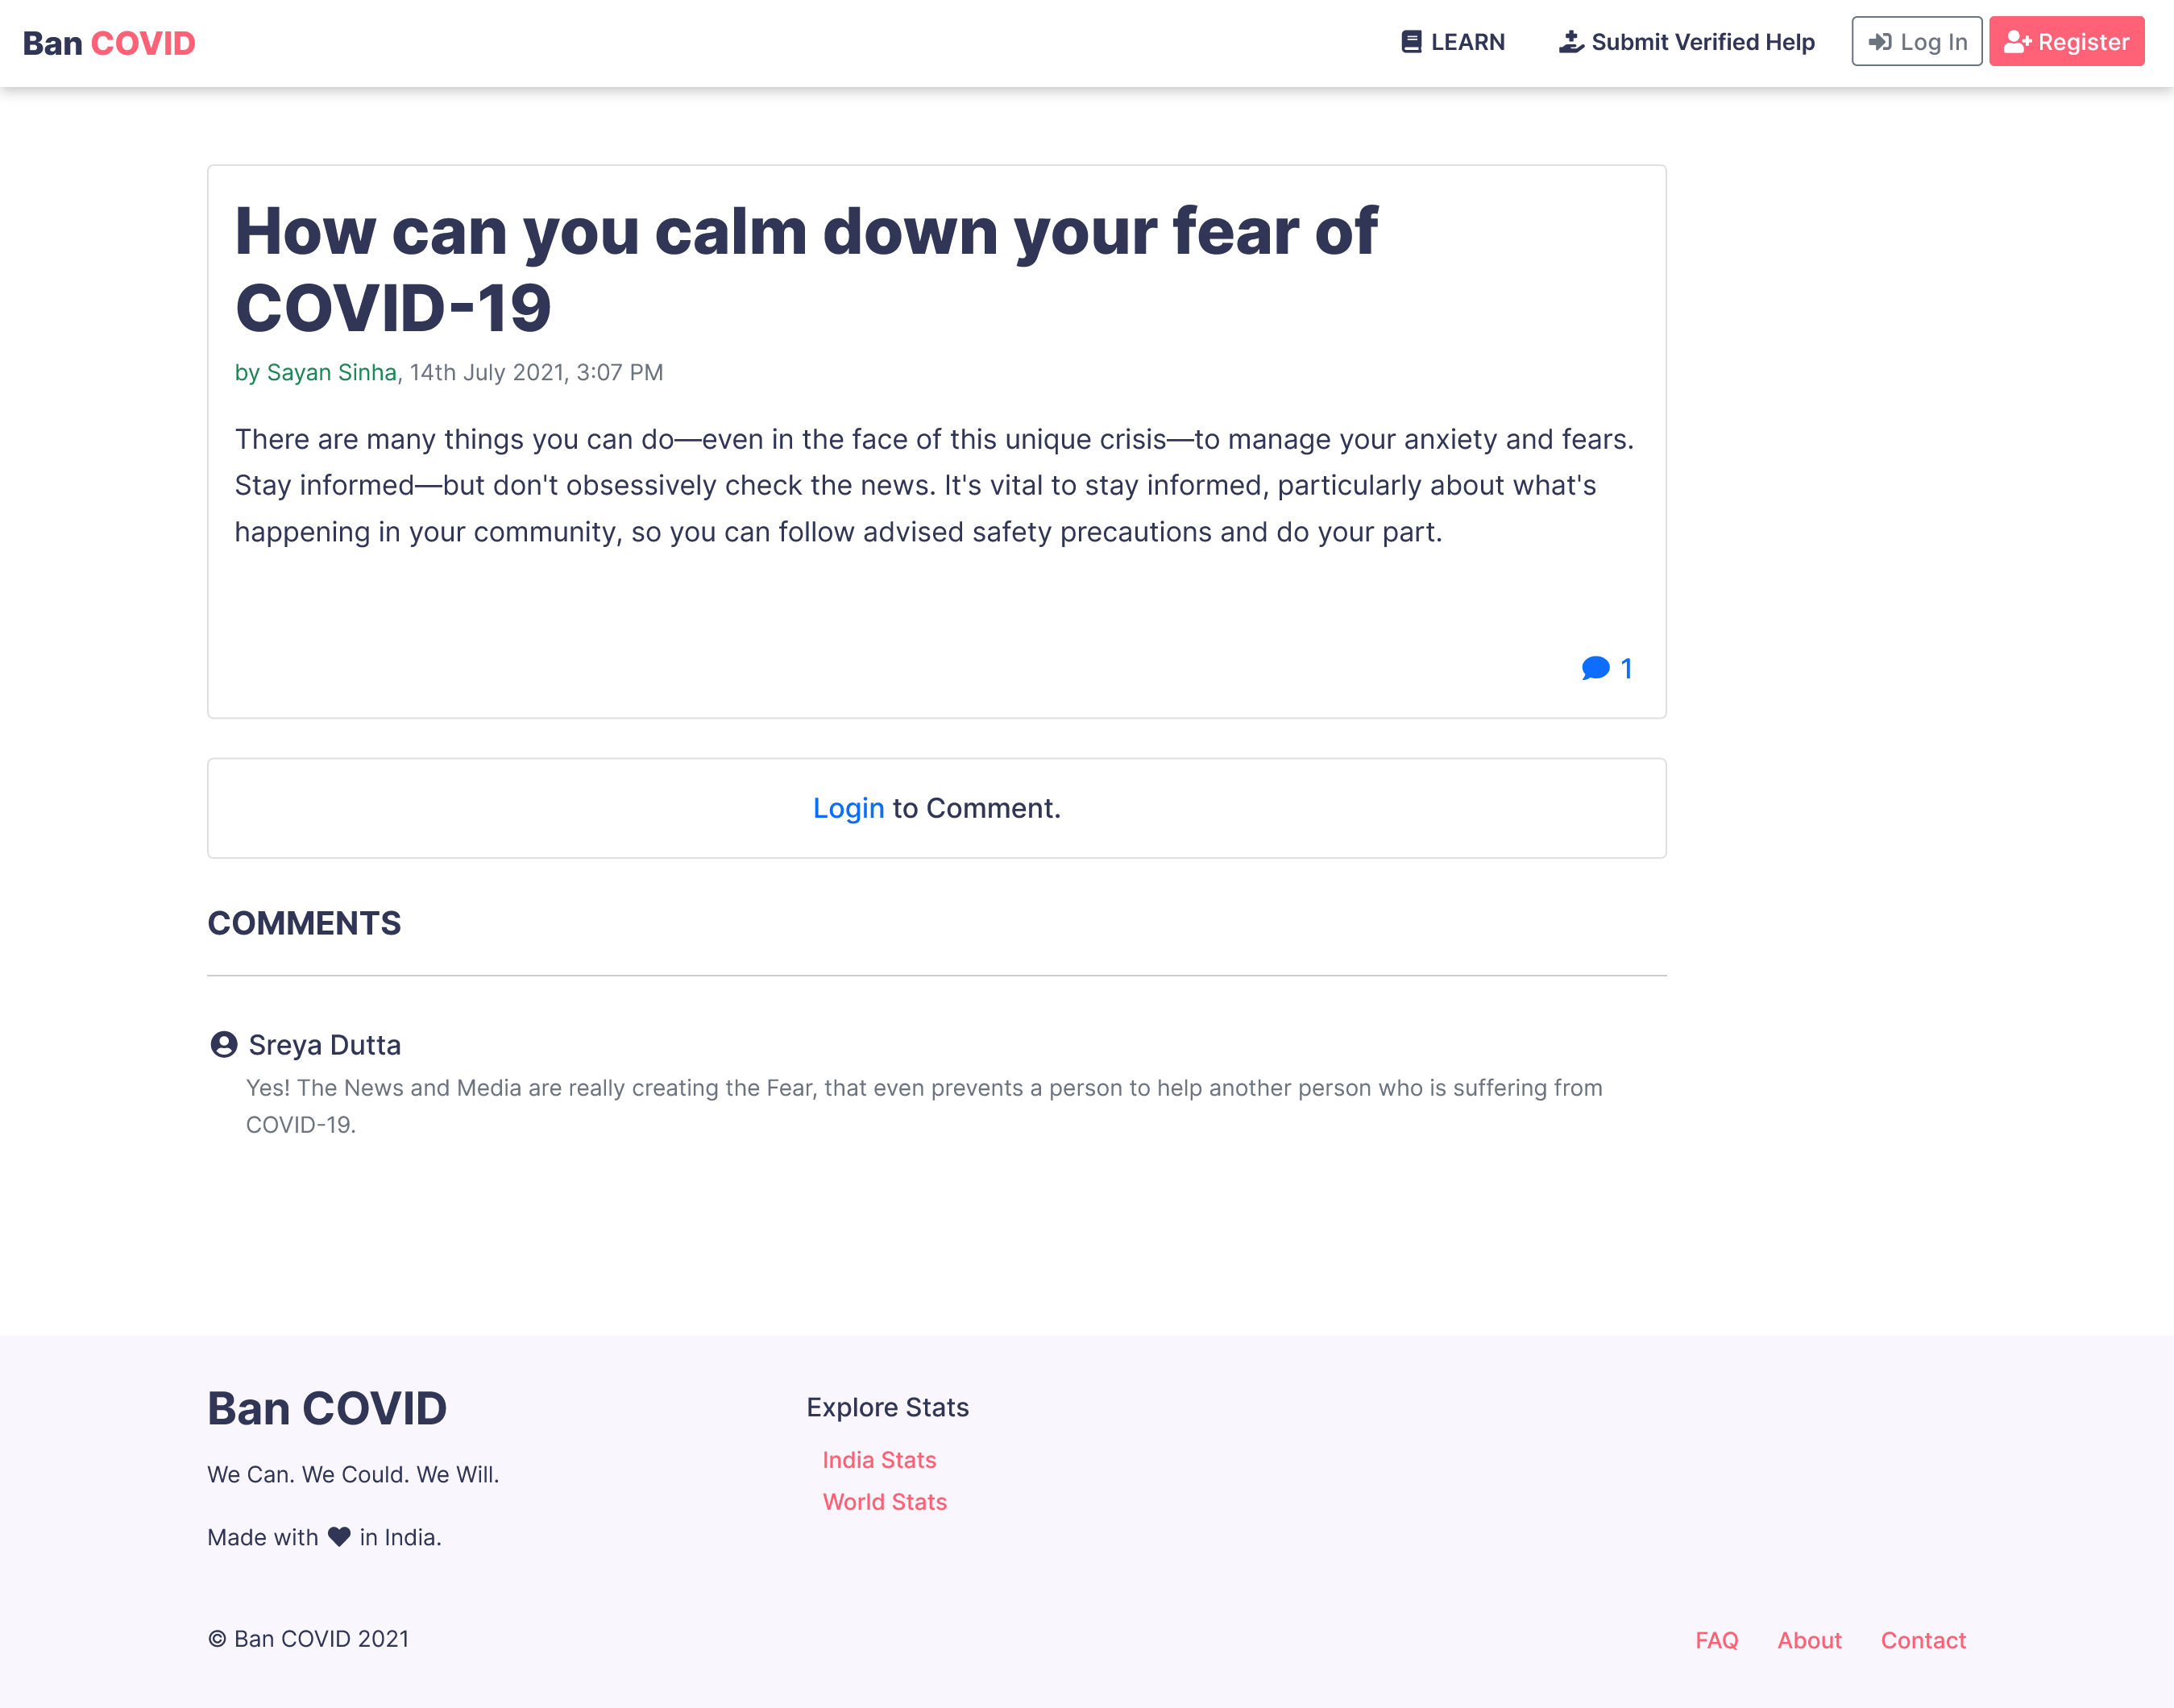 Ban COVID
LEARN
Submit Verified Help
Log In
Register
How can you calm down your fear of
COVID-19
by Sayan Sinha, 14th July 2021, 3:07 PM
There are many things you can do—even in the face of this unique crisis—to manage your anxiety and fears.
Stay informed—but don't obsessively check the news. It's vital to stay informed, particularly about what's
happening in your community, so you can follow advised safety precautions and do your part.
1
Login to Comment.
COMMENTS
Sreya Dutta
Yes! The News and Media are really creating the Fear, that even prevents a person to help another person who is suffering from
COVID-19.
Ban COVID
We Can. We Could. We Will.
Made with ♥ in India.
Explore Stats
India Stats
World Stats
© Ban COVID 2021
FAQ
About
Contact